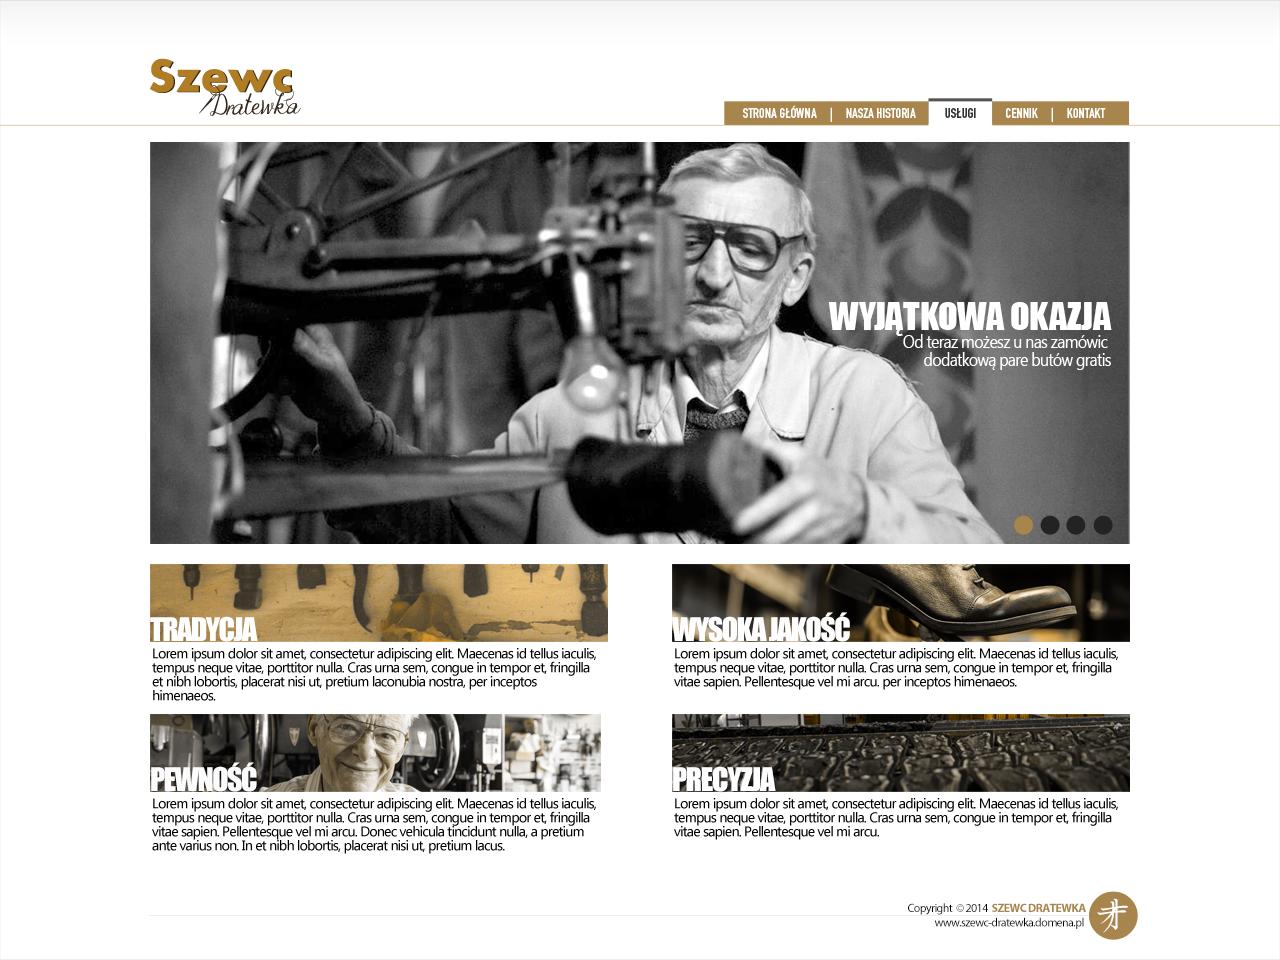 Szewc
Dratewka
STRONA GŁÓWNA | NASZA HISTORIA USŁUGI CENNIK | KONTAKT
WYJĄTKOWA OKAZJA
Od teraz możesz u nas zamówic
dodatkową pare butów gratis
TRADYCJA
Lorem ipsum dolor sit amet, consectetur adipiscing elit. Maecenas id tellus iaculis,
tempus neque vitae, porttitor nulla. Cras urna sem, congue in tempor et, fringilla
et nibh lobortis, placerat nisi ut, pretium laconubia nostra, per inceptos
himenaeos.
WYSOKA JAKOŚĆ
Lorem ipsum dolor sit amet, consectetur adipiscing elit. Maecenas id tellus iaculis,
tempus neque vitae, porttitor nulla. Cras urna sem, congue in tempor et, fringilla
vitae sapien. Pellentesque vel mi arcu. per inceptos himenaeos.
PEWNOŚĆ
Lorem ipsum dolor sit amet, consectetur adipiscing elit. Maecenas id tellus iaculis,
tempus neque vitae, porttitor nulla. Cras urna sem, congue in tempor et, fringilla
vitae sapien. Pellentesque vel mi arcu. Donec vehicula tincidunt nulla, a pretium
ante varius non. In et nibh lobortis, placerat nisi ut, pretium lacus.
PRECYZJA
Lorem ipsum dolor sit amet, consectetur adipiscing elit. Maecenas id tellus iaculis,
tempus neque vitae, porttitor nulla. Cras urna sem, congue in tempor et, fringilla
vitae sapien. Pellentesque vel mi arcu.
Copyright ©2014 SZEWC DRATEWKA
www.szewc-dratewka.domena.pl